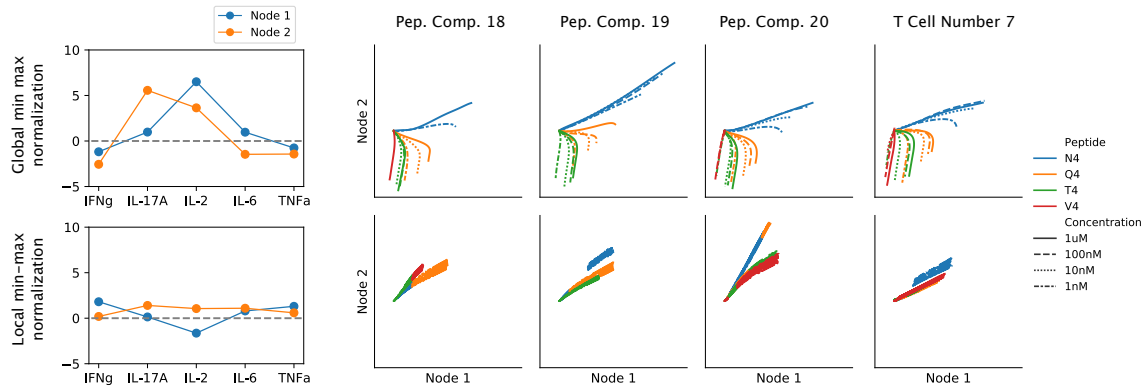 Node 1
Node 2
Pep. Comp. 18
Pep. Comp. 19
Pep. Comp. 20
T Cell Number 7
Global min max
normalization
10
5
0
−5
IFNg
IL-17A
IL-2
IL-6
TNFa
Node 2
Peptide
N4
Q4
T4
V4
Concentration
1uM
100nM
10nM
1nM
Local min-max
normalization
10
5
0
−5
IFNg
IL-17A
IL-2
IL-6
TNFa
Node 2
Node 1
Node 1
Node 1
Node 1